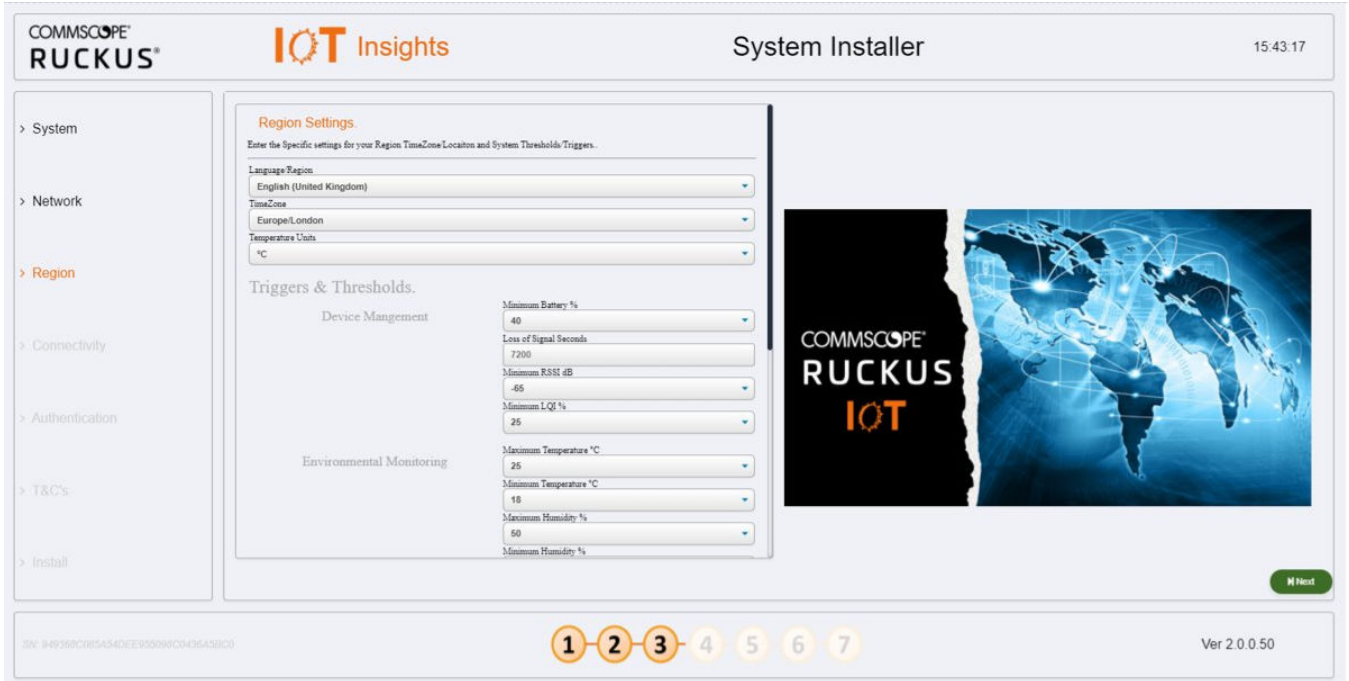 COMMSCOPE®
RUCKUS®
IOT Insights
System Installer
15:43:17
> System
> Network
> Region
> Connectivity
> Authentication
> T&C's
> Install
Region Settings.
Enter the Specific settings for your Region TimeZone/Locaiton and System Thresholds/Triggers..
Language/Region
English (United Kingdom)
TimeZone
Europe/London
Temperature Units
°C
Triggers & Thresholds.
Device Mangement
Minimum Battery %
40
Loss of Signal Seconds
7200
Minimum RSSI dB
-65
Minimum LQI %
25
Environmental Monitoring
Maximum Temperature °C
25
Minimum Temperature °C
18
Maximum Humidity %
50
Minimum Humidity %
COMMSCOPE®
RUCKUS
IOT
Next
SN:
1 2 3 4 5 6 7
Ver 2.0.0.50